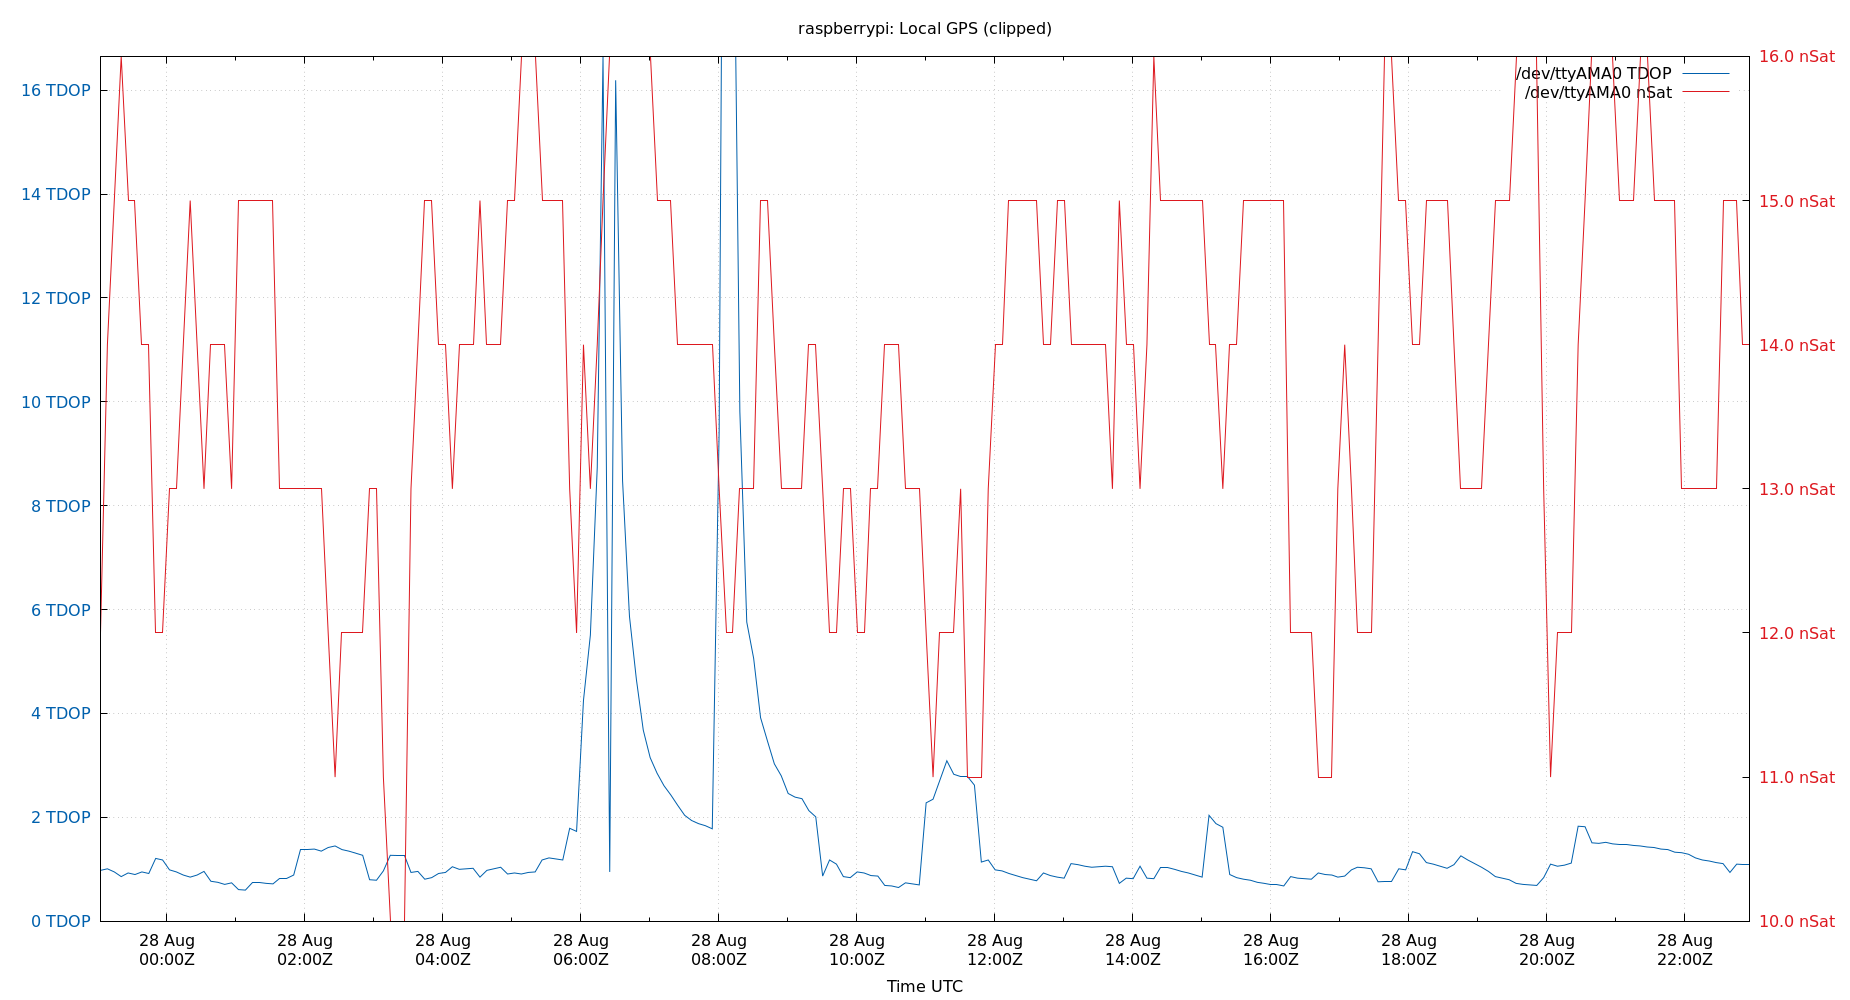 raspberrypi: Local GPS (clipped)
/dev/ttyAMA0 TDOP
/dev/ttyAMA0 nSat
16 TDOP
14 TDOP
12 TDOP
10 TDOP
8 TDOP
6 TDOP
4 TDOP
2 TDOP
0 TDOP
16.0 nSat
15.0 nSat
14.0 nSat
13.0 nSat
12.0 nSat
11.0 nSat
10.0 nSat
28 Aug
00:00Z
28 Aug
02:00Z
28 Aug
04:00Z
28 Aug
06:00Z
28 Aug
08:00Z
28 Aug
10:00Z
28 Aug
12:00Z
28 Aug
14:00Z
28 Aug
16:00Z
28 Aug
18:00Z
28 Aug
20:00Z
28 Aug
22:00Z
Time UTC